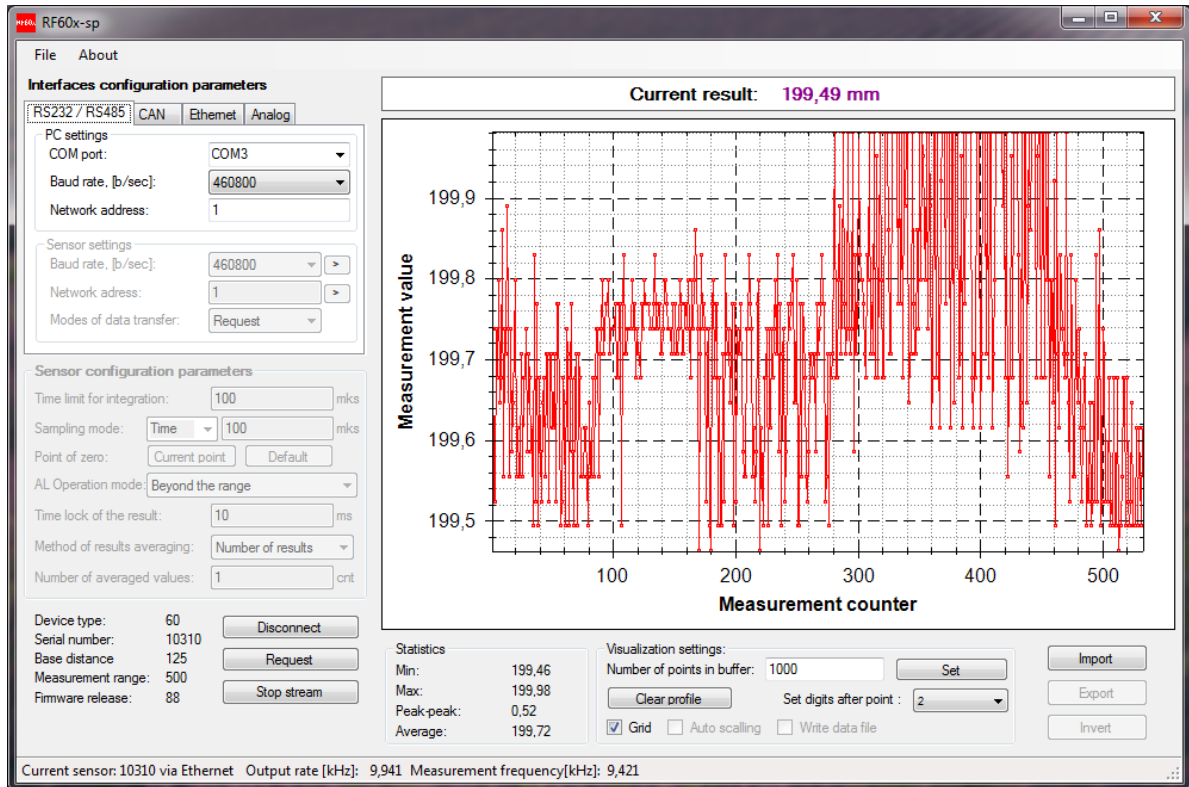 RF60x-sp
File About
Interfaces configuration parameters
RS232 / RS485 CAN Ethernet Analog
PC settings
COM port: COM3
Baud rate, [b/sec]: 460800
Network address: 1
Sensor settings
Baud rate, [b/sec]: 460800 >
Network adress: 1 >
Modes of data transfer: Request
Sensor configuration parameters
Time limit for integration: 100 mks
Sampling mode: Time 100 mks
Point of zero: Current point Default
AL Operation mode: Beyond the range
Time lock of the result: 10 ms
Method of results averaging: Number of results
Number of averaged values: 1 cnt
Device type: 60
Serial number: 10310
Base distance 125
Measurement range: 500
Firmware release: 88
Disconnect
Request
Stop stream
Current result: 199,49 mm
Measurement value
199,9
199,8
199,7
199,6
199,5
100 200 300 400 500
Measurement counter
Statistics
Min: 199,46
Max: 199,98
Peak-peak: 0,52
Average: 199,72
Visualization settings:
Number of points in buffer: 1000 Set
Clear profile Set digits after point : 2
Grid Auto scalling Write data file
Import
Export
Invert
Current sensor: 10310 via Ethernet Output rate [kHz]: 9,941 Measurement frequency[kHz]: 9,421